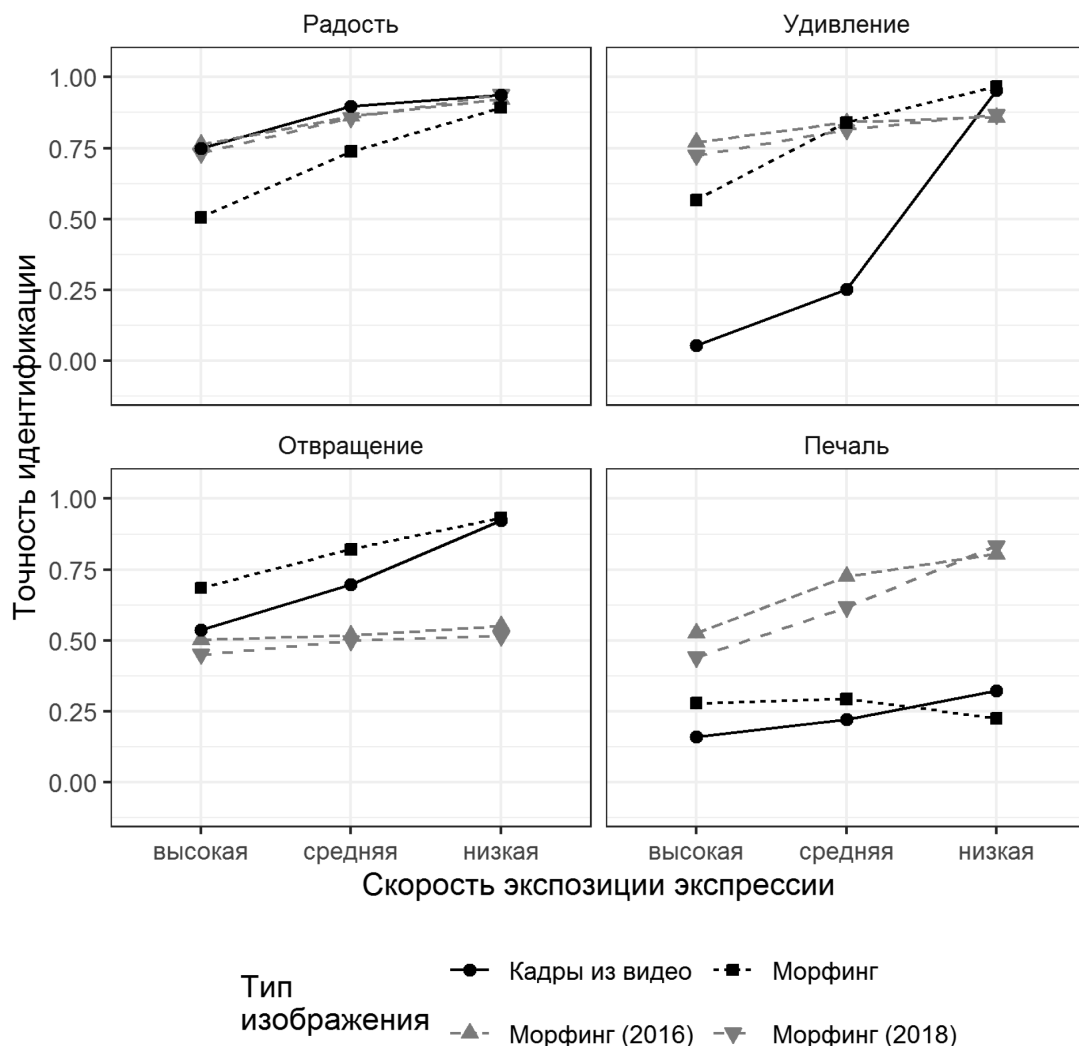 Радость
Удивление
1.00
0.75
0.50
0.25
0.00
Точность идентификации
Отвращение
Печаль
1.00
0.75
0.50
0.25
0.00
высокая средняя низкая
высокая средняя низкая
Скорость экспозиции экспрессии
Тип
изображения
Кадры из видео
Морфинг
Морфинг (2016)
Морфинг (2018)